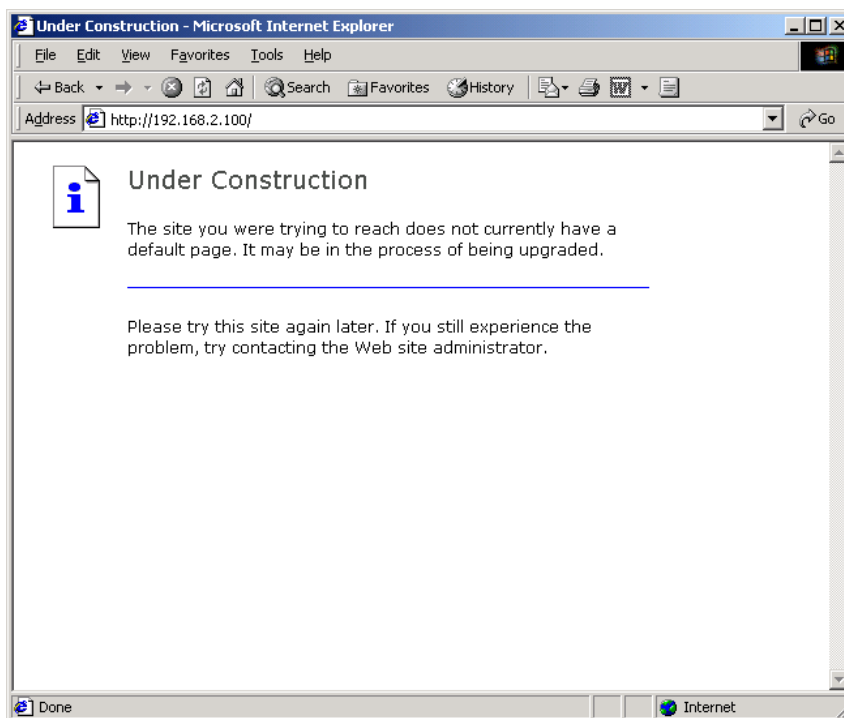 Under Construction - Microsoft Internet Explorer
File Edit View Favorites Tools Help
Back Search Favorites History
Address http://192.168.2.100/ Go
Under Construction
The site you were trying to reach does not currently have a
default page. It may be in the process of being upgraded.
Please try this site again later. If you still experience the
problem, try contacting the Web site administrator.
Done Internet